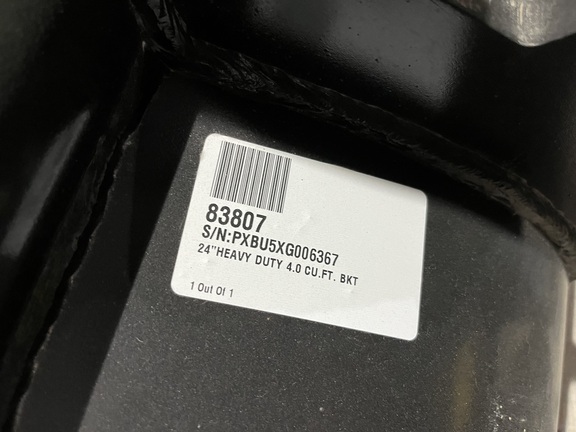 83807
S/N:PXBU5XG006367
24"HEAVY DUTY 4.0 CU.FT. BKT
1 Out Of 1